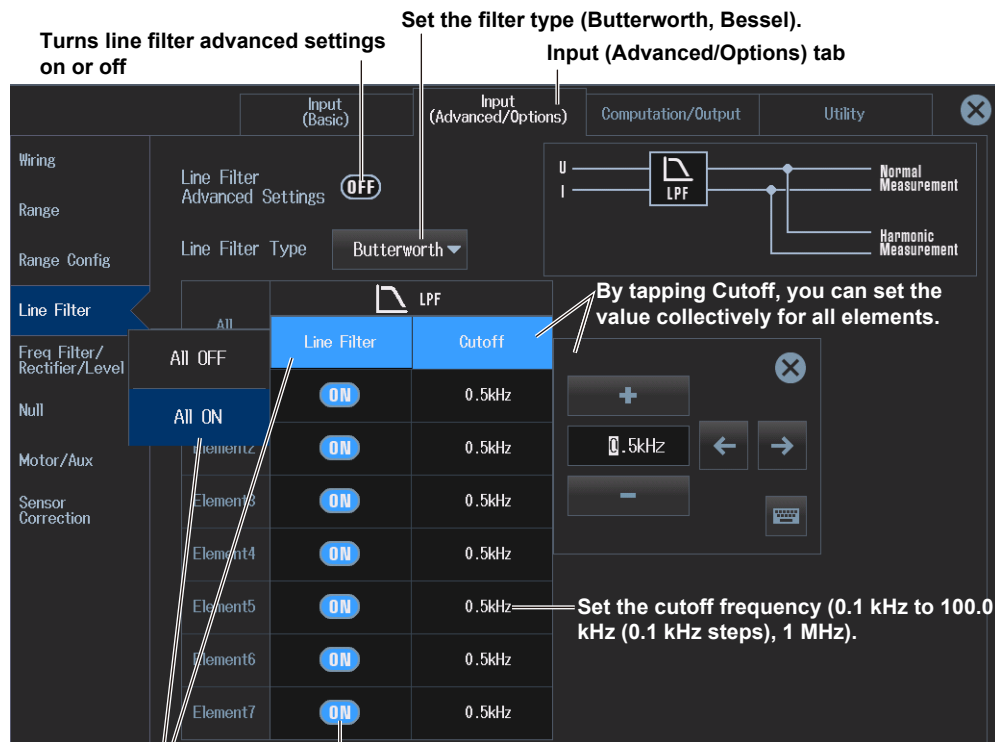 Set the filter type (Butterworth, Bessel).
Turns line filter advanced settings
on or off
Input (Advanced/Options) tab
Input
(Basic)
Input
(Advanced/Options)
Computation/Output
Utility
Wiring
Range
Range Config
Line Filter
Freq Filter/
Rectifier/Level
Null
Motor/Aux
Sensor
Correction
Line Filter
Advanced Settings
OFF
Line Filter Type
Butterworth
U
I
LPF
Normal
Measurement
Harmonic
Measurement
LPF
By tapping Cutoff, you can set the
value collectively for all elements.
All
Line Filter
Cutoff
All OFF
All ON
ON
0.5kHz
Element2
ON
0.5kHz
Element3
ON
0.5kHz
Element4
ON
0.5kHz
Element5
ON
0.5kHz
Element6
ON
0.5kHz
Element7
ON
0.5kHz
0.5kHz
Set the cutoff frequency (0.1 kHz to 100.0
kHz (0.1 kHz steps), 1 MHz).